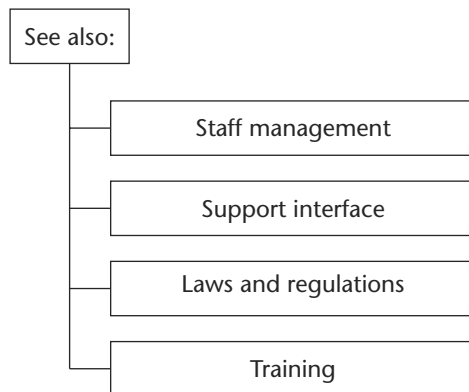 See also:
Staff management
Support interface
Laws and regulations
Training